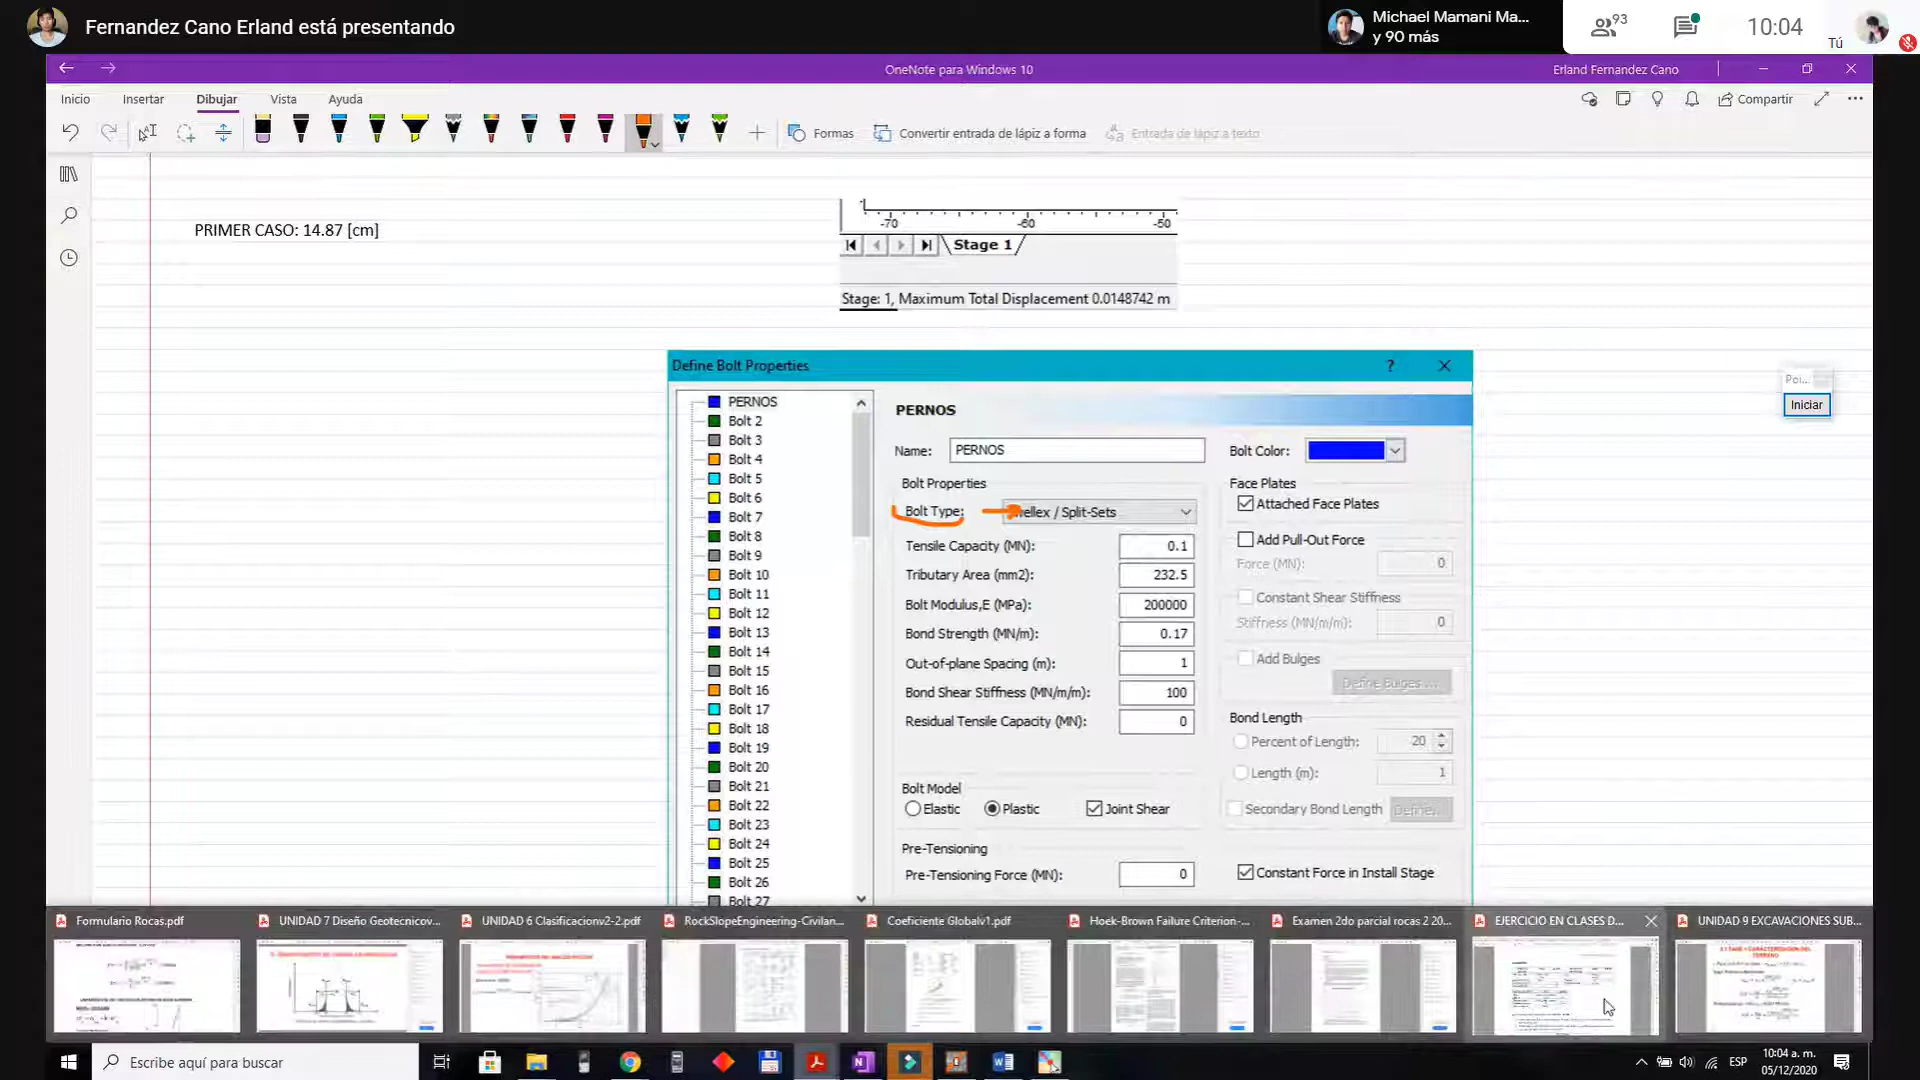 Fernandez Cano Erland está presentando
Michael Mamani Ma...
y 90 más
93
10:04
Tú
OneNote para Windows 10
Erland Fernandez Cano
Inicio
Insertar
Dibujar
Vista
Ayuda
Compartir
Formas
Convertir entrada de lápiz a forma
Entrada de lápiz a texto
PRIMER CASO: 14.87 [cm]
-70
-60
-50
Stage 1
Stage: 1, Maximum Total Displacement 0.0148742 m
Define Bolt Properties
?
PERNOS
Bolt 2
Bolt 3
Bolt 4
Bolt 5
Bolt 6
Bolt 7
Bolt 8
Bolt 9
Bolt 10
Bolt 11
Bolt 12
Bolt 13
Bolt 14
Bolt 15
Bolt 16
Bolt 17
Bolt 18
Bolt 19
Bolt 20
Bolt 21
Bolt 22
Bolt 23
Bolt 24
Bolt 25
Bolt 26
Bolt 27
PERNOS
Name: PERNOS
Bolt Properties
Bolt Type: / Split-Sets
Tensile Capacity (MN): 0.1
Tributary Area (mm2): 232.5
Bolt Modulus,E (MPa): 200000
Bond Strength (MN/m): 0.17
Out-of-plane Spacing (m): 1
Bond Shear Stiffness (MN/m/m): 100
Residual Tensile Capacity (MN): 0
Bolt Model
Elastic
Plastic
Joint Shear
Pre-Tensioning
Pre-Tensioning Force (MN): 0
Bolt Color:
Face Plates
Attached Face Plates
Add Pull-Out Force
Force (MN): 0
Constant Shear Stiffness
Stiffness (MN/m/m): 0
Add Bulges
Define Bulges ...
Bond Length
Percent of Length: 20
Length (m): 1
Secondary Bond Length Define...
Constant Force in Install Stage
Poi...
Iniciar
Formulario Rocas.pdf
UNIDAD 7 Diseño Geotecnicov...
UNIDAD 6 Clasificacionv2-2.pdf
RockSlopeEngineering-Civilan...
Coeficiente Globalv1.pdf
Hoek-Brown Failure Criterion-...
Examen 2do parcial rocas 2 20...
EJERCICIO EN CLASES D...
UNIDAD 9 EXCAVACIONES SUB...
Escribe aquí para buscar
ESP
10:04 a. m.
05/12/2020